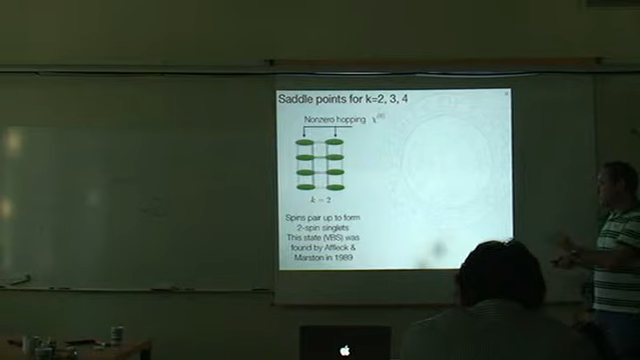 Saddle points for k=2, 3, 4
Nonzero hopping
k = 2
Spins pair up to form
2-spin singlets
This state (VBS) was
found by Affleck &
Marston in 1989